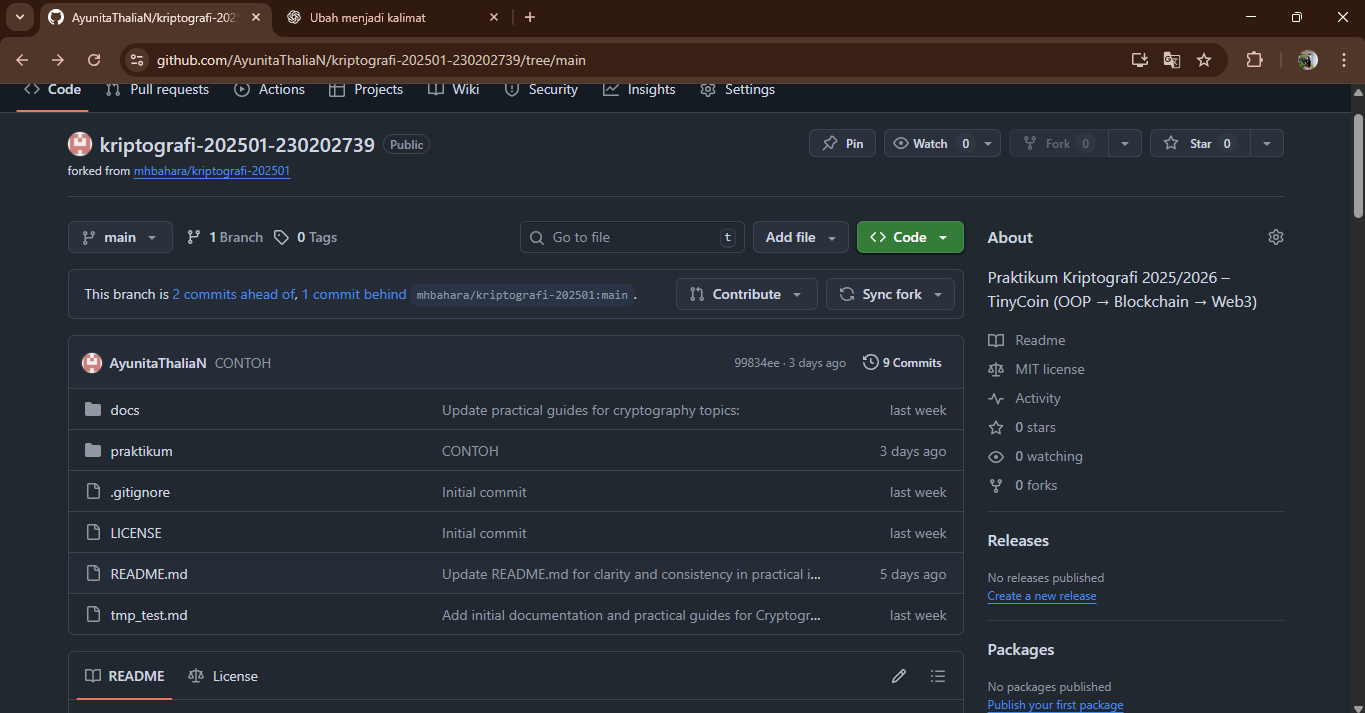 AyunitaThaliaN/kriptografi-202
Ubah menjadi kalimat
github.com/AyunitaThaliaN/kriptografi-202501-230202739/tree/main
Code Pull requests Actions Projects Wiki Security Insights Settings
kriptografi-202501-230202739 Public
Pin Watch 0 Fork 0 Star 0
forked from mhbahara/kriptografi-202501
main 1 Branch 0 Tags Go to file t Add file Code
This branch is 2 commits ahead of, 1 commit behind mhbahara/kriptografi-202501:main .
Contribute Sync fork
AyunitaThaliaN CONTOH 99834ee · 3 days ago 9 Commits
docs Update practical guides for cryptography topics: last week
praktikum CONTOH 3 days ago
.gitignore Initial commit last week
LICENSE Initial commit last week
README.md Update README.md for clarity and consistency in practical i... 5 days ago
tmp_test.md Add initial documentation and practical guides for Cryptogr... last week
README License
About
Praktikum Kriptografi 2025/2026 –
TinyCoin (OOP → Blockchain → Web3)
Readme
MIT license
Activity
0 stars
0 watching
0 forks
Releases
No releases published
Create a new release
Packages
No packages published
Publish your first package